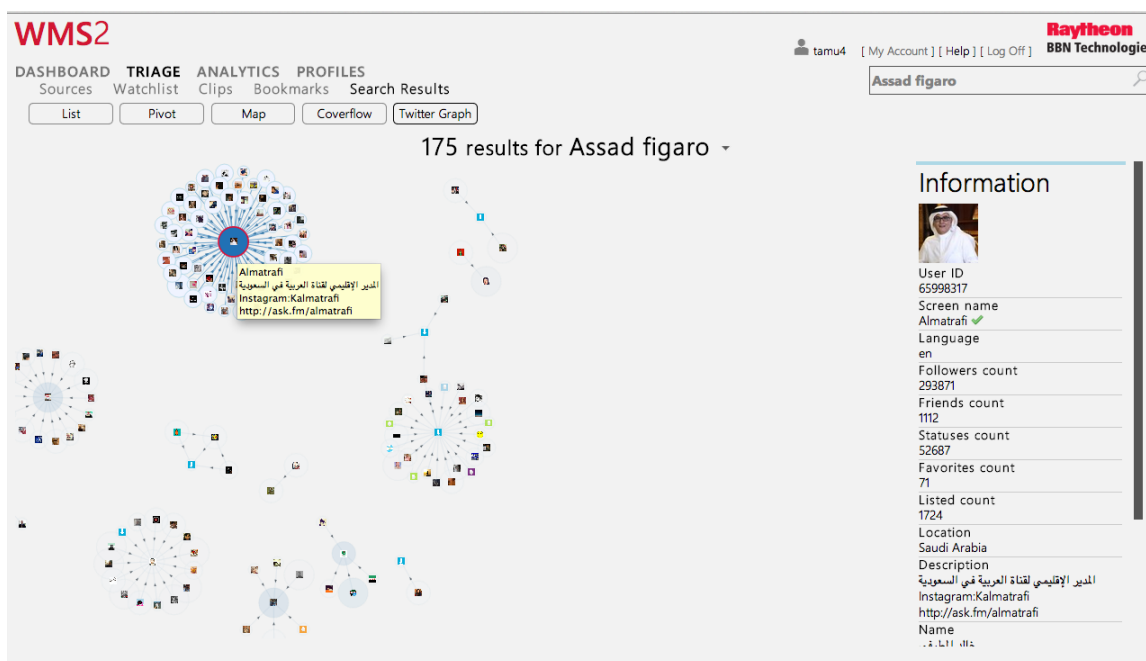 WMS2
Raytheon
BBN Technologie
tamu4 [ My Account ] [ Help ] [ Log Off ]
DASHBOARD TRIAGE ANALYTICS PROFILES
Assad figaro
Sources Watchlist Clips Bookmarks Search Results
List Pivot Map Coverflow Twitter Graph
175 results for Assad figaro
Almatrafi
المدير الإقليمي لقناة العربية في السعودية
Instagram:Kalmatrafi
http://ask.fm/almatrafi
Information
User ID
65998317
Screen name
Almatrafi
Language
en
Followers count
293871
Friends count
1112
Statuses count
52687
Favorites count
71
Listed count
1724
Location
Saudi Arabia
Description
المدير الإقليمي لقناة العربية في السعودية
Instagram:Kalmatrafi
http://ask.fm/almatrafi
Name